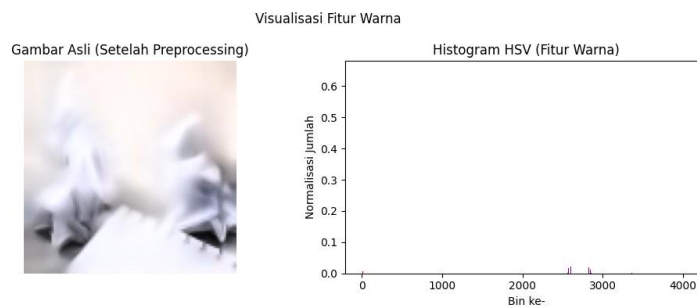 Visualisasi Fitur Warna
Gambar Asli (Setelah Preprocessing)
Histogram HSV (Fitur Warna)
Normalisasi Jumlah
0.6
0.5
0.4
0.3
0.2
0.1
0.0
0 1000 2000 3000 4000
Bin ke-